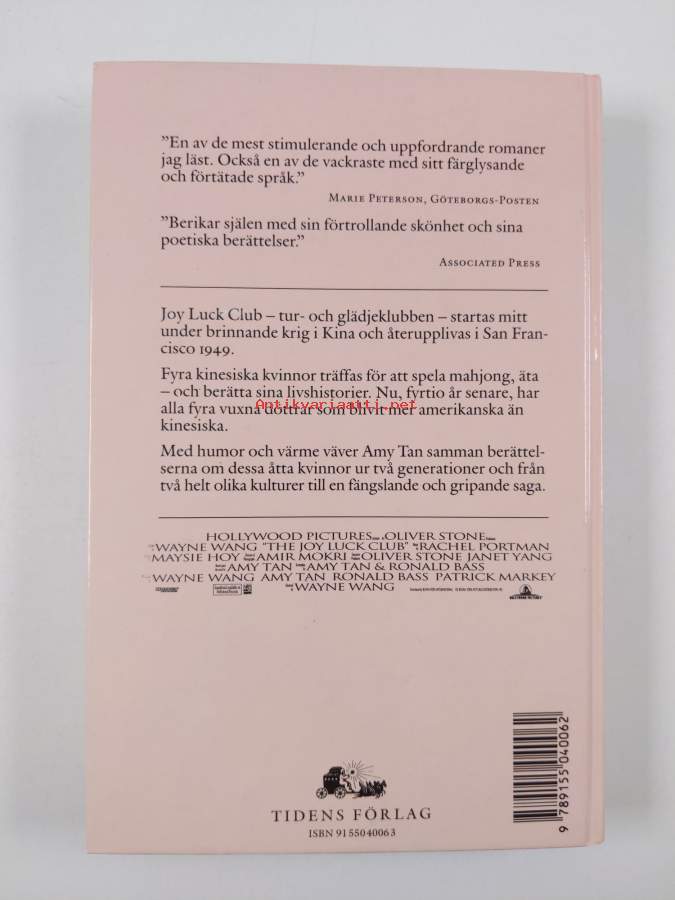 ”En av de mest stimulerande och uppfordrande romaner
jag läst. Också en av de vackraste med sitt färglysande
och förtätade språk.”
MARIE PETERSON, GÖTEBORGS-POSTEN
”Berikar själen med sin förtrollande skönhet och sina
poetiska berättelser.”
ASSOCIATED PRESS
Joy Luck Club – tur- och glädjeklubben – startas mitt
under brinnande krig i Kina och återupplivas i San Fran-
cisco 1949.
Fyra kinesiska kvinnor träffas för att spela mahjong, äta
– och berätta sina livshistorier. Nu, fyrtio år senare, har
Antikvariaatti.net
alla fyra vuxna döttrar som blivit mer amerikanska än
kinesiska.
Med humor och värme väver Amy Tan samman berättel-
serna om dessa åtta kvinnor ur två generationer och från
två helt olika kulturer till en fängslande och gripande saga.
HOLLYWOOD PICTURES OLIVER STONE
WAYNE WANG "THE JOY LUCK CLUB" RACHEL PORTMAN
MAYSIE HOY AMIR MOKRI OLIVER STONE JANET YANG
AMY TAN AMY TAN & RONALD BASS
WAYNE WANG AMY TAN RONALD BASS PATRICK MARKEY
WAYNE WANG
9 789155 040062
TIDENS FÖRLAG
ISBN 91 550 4006 3